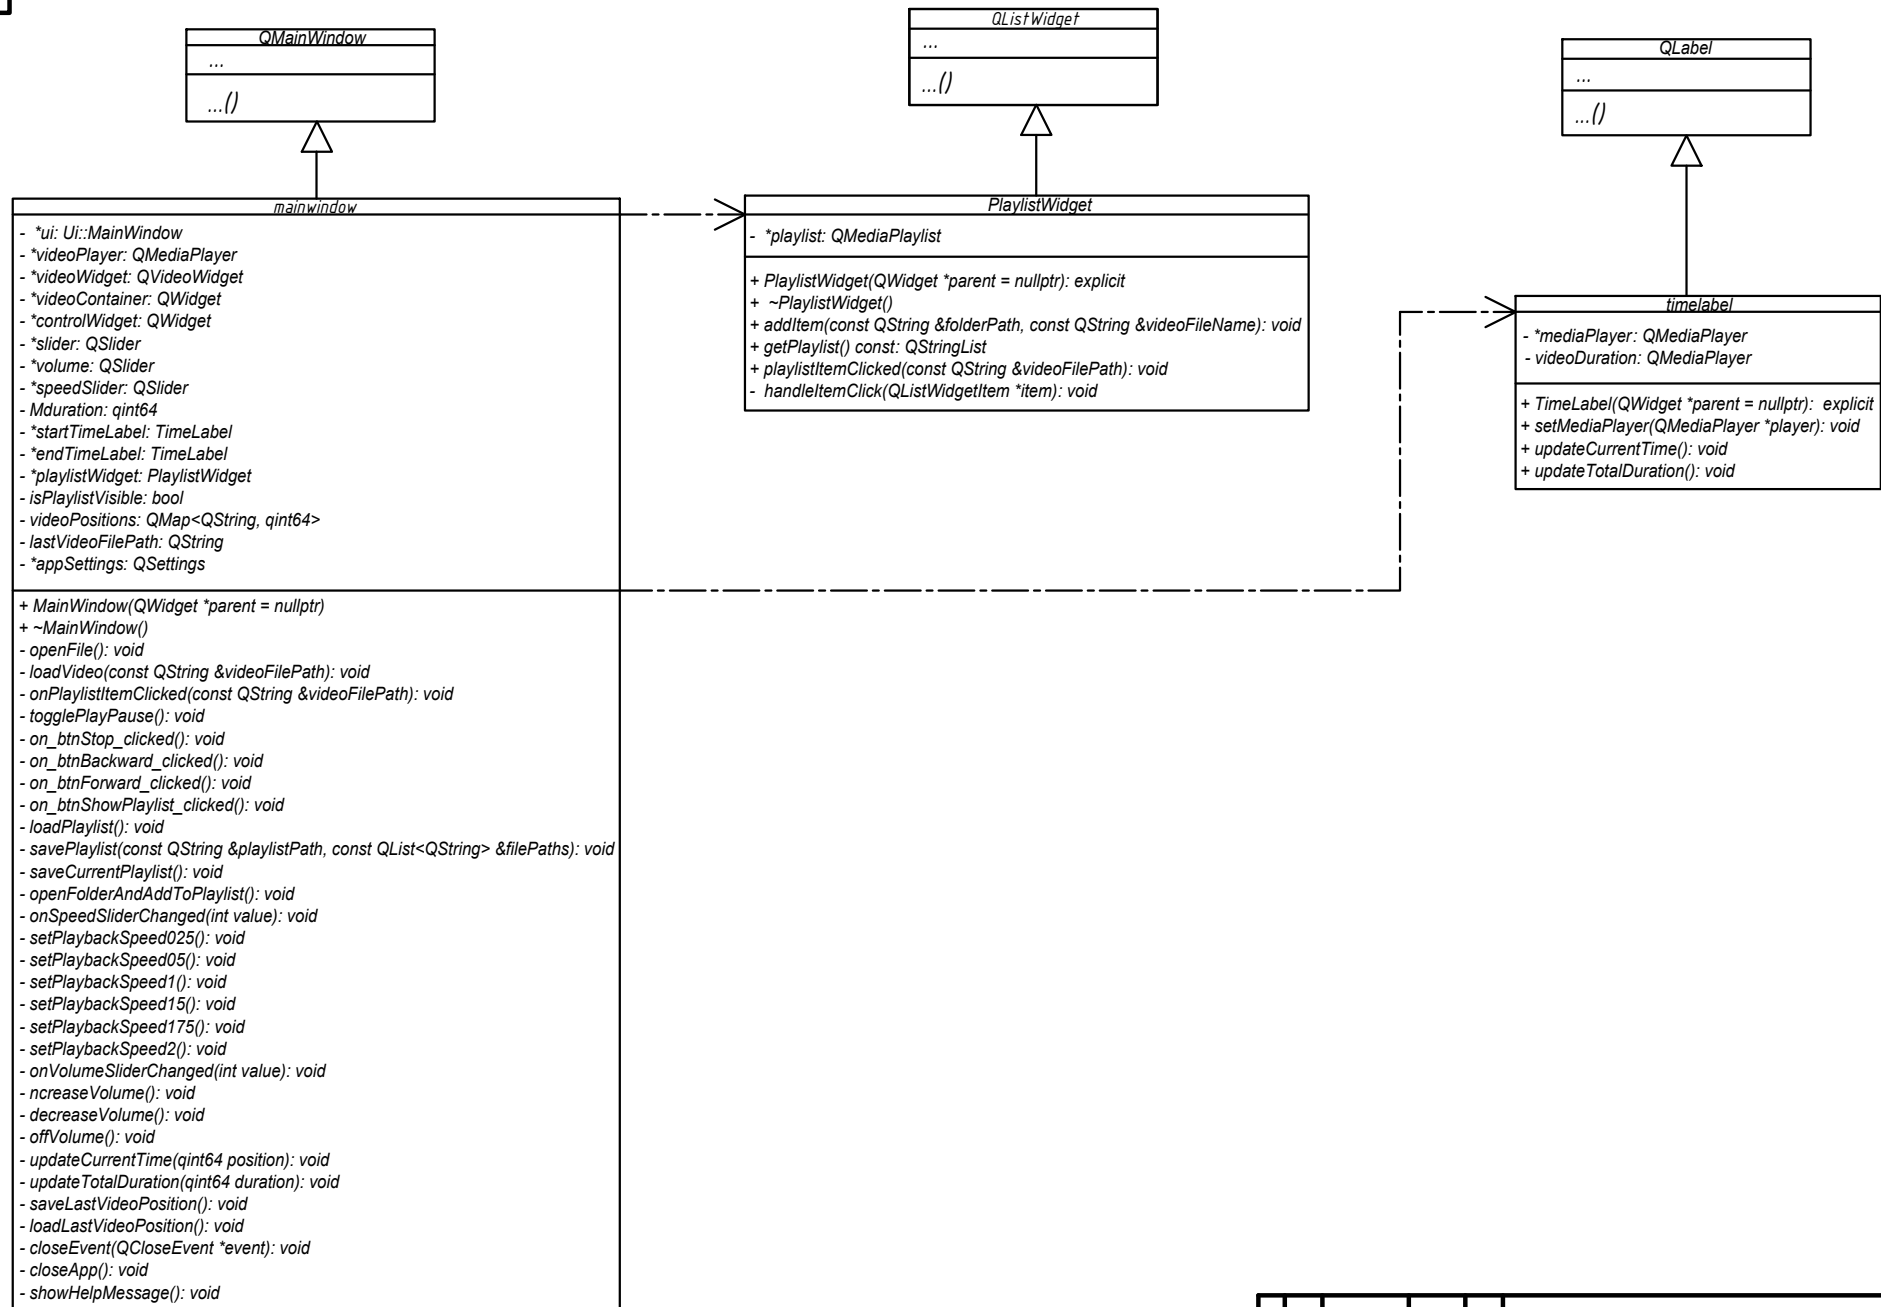 QMainWindow
...
...()
QListWidget
...
...()
QLabel
...
...()
mainwindow
- *ui: Ui::MainWindow
- *videoPlayer: QMediaPlayer
- *videoWidget: QVideoWidget
- *videoContainer: QWidget
- *controlWidget: QWidget
- *slider: QSlider
- *volume: QSlider
- *speedSlider: QSlider
- Mduration: qint64
- *startTimeLabel: TimeLabel
- *endTimeLabel: TimeLabel
- *playlistWidget: PlaylistWidget
- isPlaylistVisible: bool
- videoPositions: QMap<QString, qint64>
- lastVideoFilePath: QString
- *appSettings: QSettings
+ MainWindow(QWidget *parent = nullptr)
+ ~MainWindow()
- openFile(): void
- loadVideo(const QString &videoFilePath): void
- onPlaylistItemClicked(const QString &videoFilePath): void
- togglePlayPause(): void
- on_btnStop_clicked(): void
- on_btnBackward_clicked(): void
- on_btnForward_clicked(): void
- on_btnShowPlaylist_clicked(): void
- loadPlaylist(): void
- savePlaylist(const QString &playlistPath, const QList<QString> &filePaths): void
- saveCurrentPlaylist(): void
- openFolderAndAddToPlaylist(): void
- onSpeedSliderChanged(int value): void
- setPlaybackSpeed025(): void
- setPlaybackSpeed05(): void
- setPlaybackSpeed1(): void
- setPlaybackSpeed15(): void
- setPlaybackSpeed175(): void
- setPlaybackSpeed2(): void
- onVolumeSliderChanged(int value): void
- ncreaseVolume(): void
- decreaseVolume(): void
- offVolume(): void
- updateCurrentTime(qint64 position): void
- updateTotalDuration(qint64 duration): void
- saveLastVideoPosition(): void
- loadLastVideoPosition(): void
- closeEvent(QCloseEvent *event): void
- closeApp(): void
- showHelpMessage(): void
PlaylistWidget
- *playlist: QMediaPlaylist
+ PlaylistWidget(QWidget *parent = nullptr): explicit
+ ~PlaylistWidget()
+ addItem(const QString &folderPath, const QString &videoFileName): void
+ getPlaylist() const: QStringList
+ playlistItemClicked(const QString &videoFilePath): void
- handleItemClick(QListWidgetItem *item): void
timelabel
- *mediaPlayer: QMediaPlayer
- videoDuration: QMediaPlayer
+ TimeLabel(QWidget *parent = nullptr): explicit
+ setMediaPlayer(QMediaPlayer *player): void
+ updateCurrentTime(): void
+ updateTotalDuration(): void